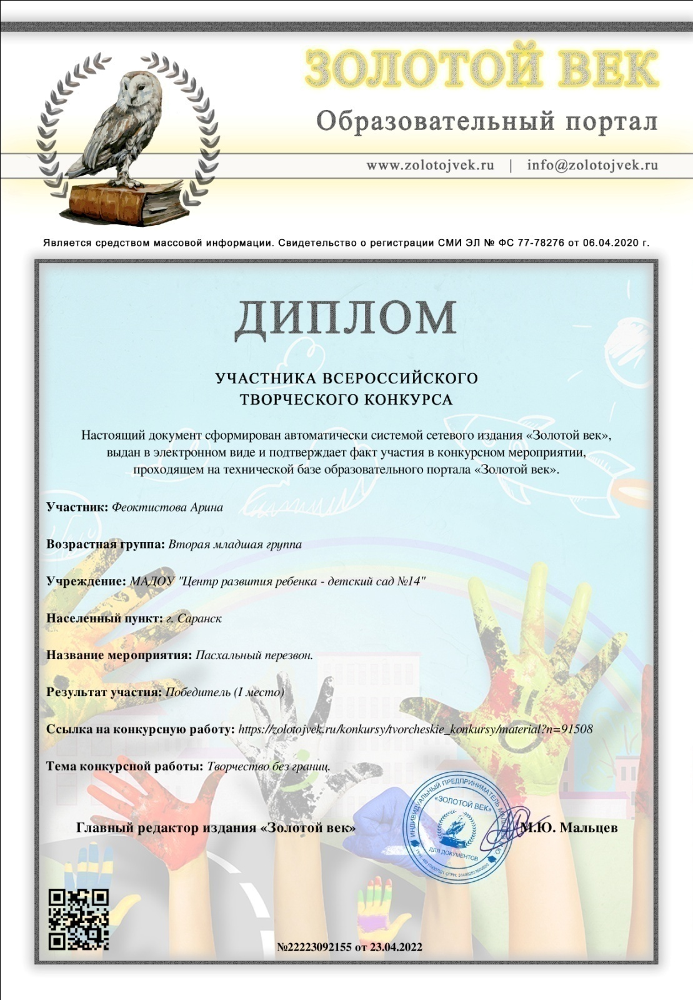 ЗОЛОТОЙ ВЕК
Образовательный портал
www.zolotojvek.ru | info@zolotojvek.ru
Является средством массовой информации. Свидетельство о регистрации СМИ ЭЛ № ФС 77-78276 от 06.04.2020 г.
ДИПЛОМ
УЧАСТНИКА ВСЕРОССИЙСКОГО
ТВОРЧЕСКОГО КОНКУРСА
Настоящий документ сформирован автоматически системой сетевого издания «Золотой век»,
выдан в электронном виде и подтверждает факт участия в конкурсном мероприятии,
проходящем на технической базе образовательного портала «Золотой век».
Участник: Феоктистова Арина
Возрастная группа: Вторая младшая группа
Учреждение: МАДОУ "Центр развития ребенка - детский сад №14"
Населенный пункт: г. Саранск
Название мероприятия: Пасхальный перезвон.
Результат участия: Победитель (I место)
Ссылка на конкурсную работу: https://zolotojvek.ru/konkursy/tvorcheskie_konkursy/material?n=91508
Тема конкурсной работы: Творчество без границ.
ИНДИВИДУАЛЬНЫЙ ПРЕДПРИНИМАТЕЛЬ
«ЗОЛОТОЙ ВЕК»
ДЛЯ ДОКУМЕНТОВ
Главный редактор издания «Золотой век» М.Ю. Мальцев
№22223092155 от 23.04.2022